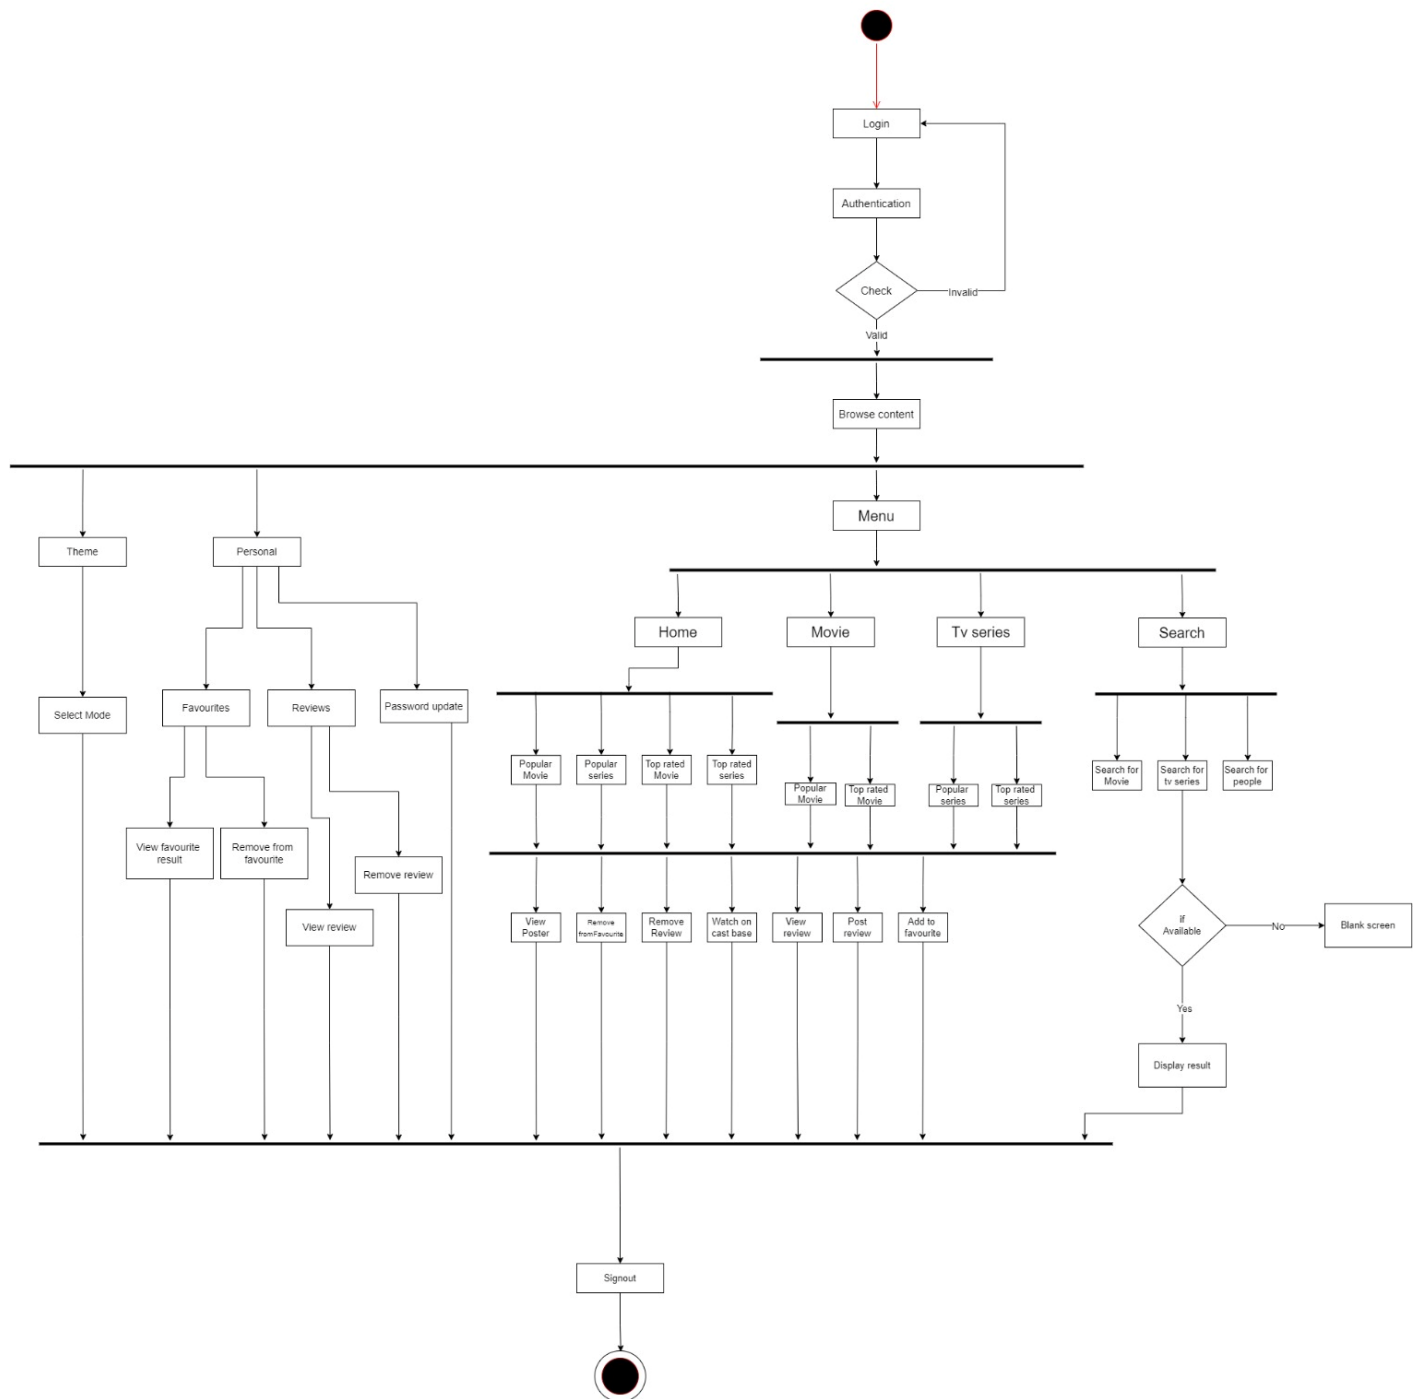 Login
Authentication
Check
Invalid
Valid
Browse content
Menu
Theme
Personal
Home
Movie
Tv series
Search
Select Mode
Favourites
Reviews
Password update
Popular
Movie
Popular
series
Top rated
Movie
Top rated
series
Popular
Movie
Top rated
Movie
Popular
series
Top rated
series
Search for
Movie
Search for
tv series
Search for
people
View favourite
result
Remove from
favourite
Remove review
View review
View
Poster
Remove
fromFavourite
Remove
Review
Watch on
cast base
View
review
Post
review
Add to
favourite
if
Available
No
Blank screen
Yes
Display result
Signout